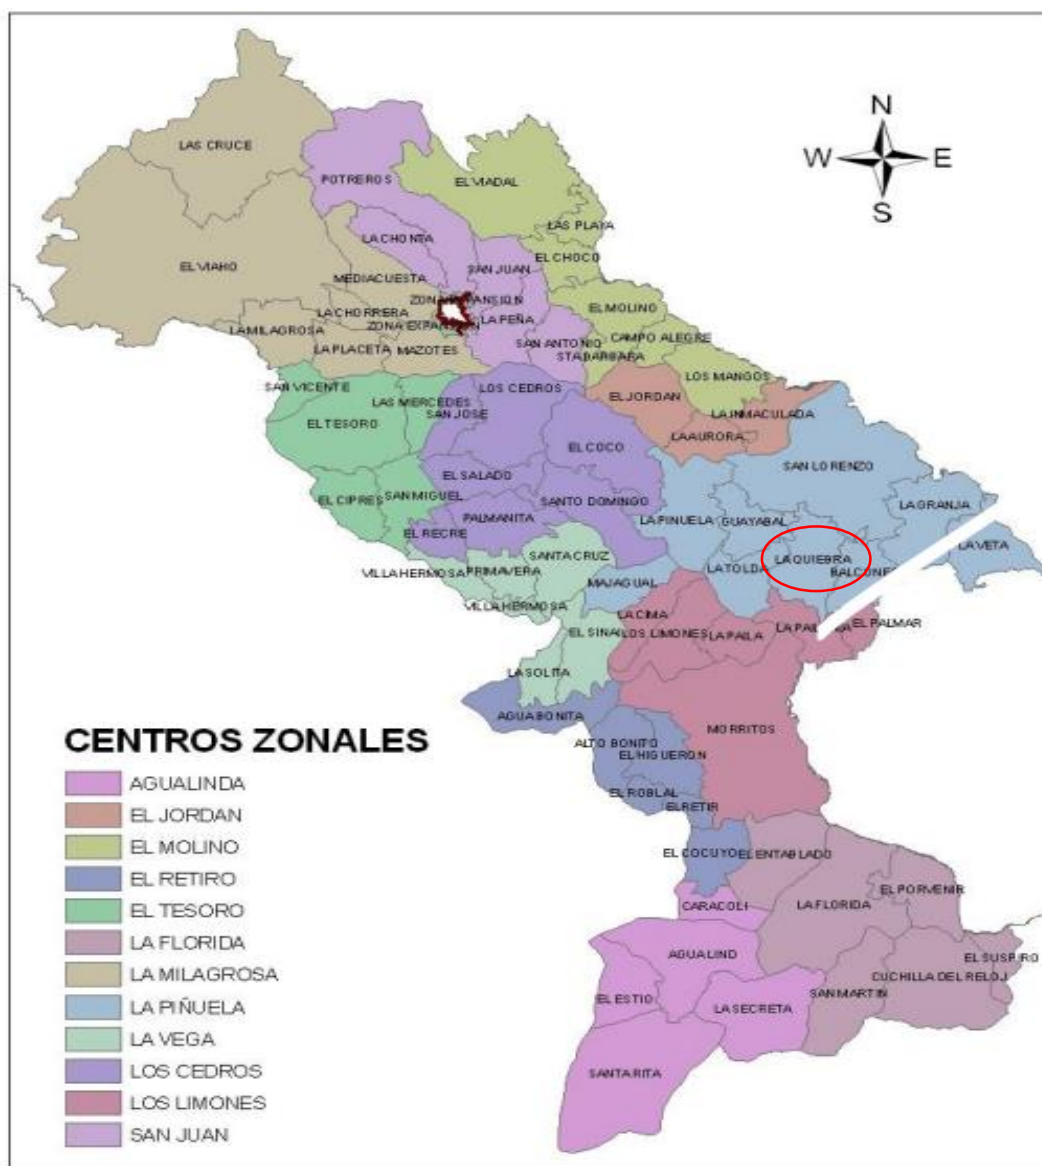 N
W E
S
LAS CRUCE
POTREROS
EL VIADAL
LAS PLAYA
LA CHONTA
EL CHOCO
EL VIAHO
SAN JUAN
MEDIACUESTA
EL MOLINO
LA CHORRERA
LA PEÑA
LA MILAGROSA
CAMPO ALEGRE
SAN ANTONIO
LA PLACETA
MAZOTES
STA BARBARA
LOS MANGOS
SAN VICENTE
LOS CEDROS
EL JORDAN
LAS MERCEDES
SAN JOSE
LA INMACULADA
EL TESORO
LA AURORA
EL COCO
SAN LORENZO
EL SALADO
EL CIPRES
SAN MIGUEL
SANTO DOMINGO
LA GRANJA
PALMANITA
LA PINUELA
GUAYABAL
EL RECRE
LA VETA
SANTA CRUZ
LA QUIEBRA
VILLA HERMOSA
PRIMAVERA
LA TOLDA
MAJAGUAL
VILLA HERMOSA
LA CIMA
EL PALMAR
EL SINAI
LOS LIMONES
LA PAILA
LA SOLITA
AGUA BONITA
MORRITOS
ALTO BONITO
EL HIGUERON
EL ROBLAL
EL RETIR
EL COCUYO
EL ENTABLADO
EL PORVENIR
CARACOLI
LA FLORIDA
AGUALIND
EL SUSPIRO
CUCHILLA DEL RELOJ
EL ESTIO
SAN MARTIN
LA SECRETA
SANTA RITA
CENTROS ZONALES
AGUALINDA
EL JORDAN
EL MOLINO
EL RETIRO
EL TESORO
LA FLORIDA
LA MILAGROSA
LA PIÑUELA
LA VEGA
LOS CEDROS
LOS LIMONES
SAN JUAN